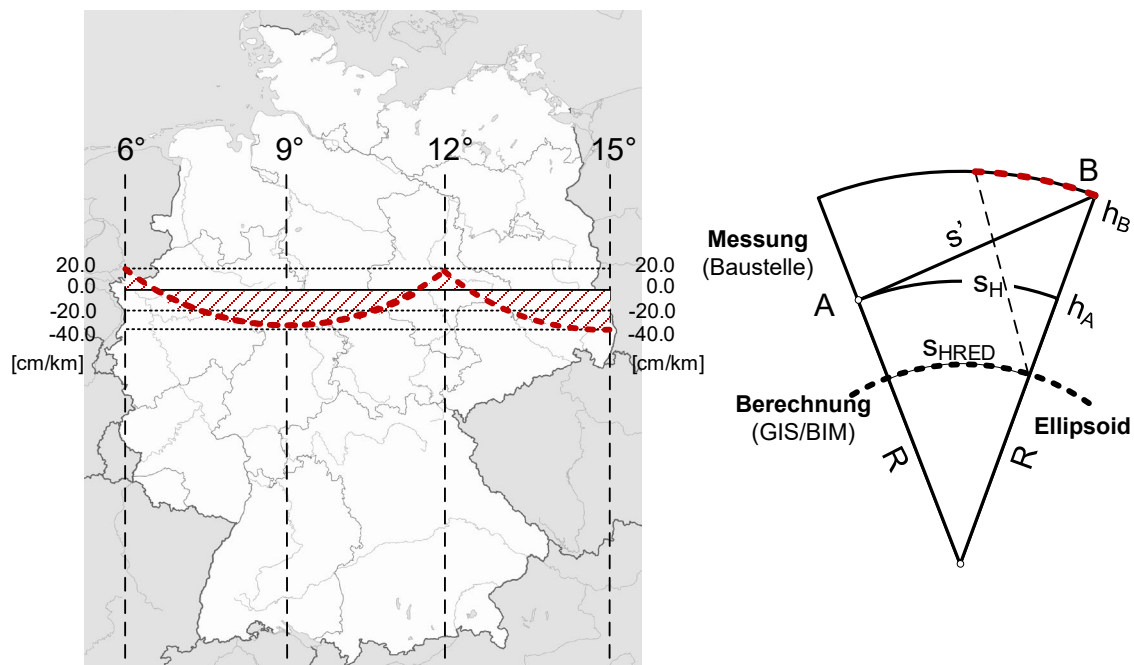 6° 9° 12° 15°
20.0 20.0
0.0 0.0
-20.0 -20.0
-40.0 -40.0
[cm/km] [cm/km]
B
h_B
Messung
(Baustelle)
s'
A
s_H
h_A
s_HRED
Berechnung
(GIS/BIM)
Ellipsoid
R R